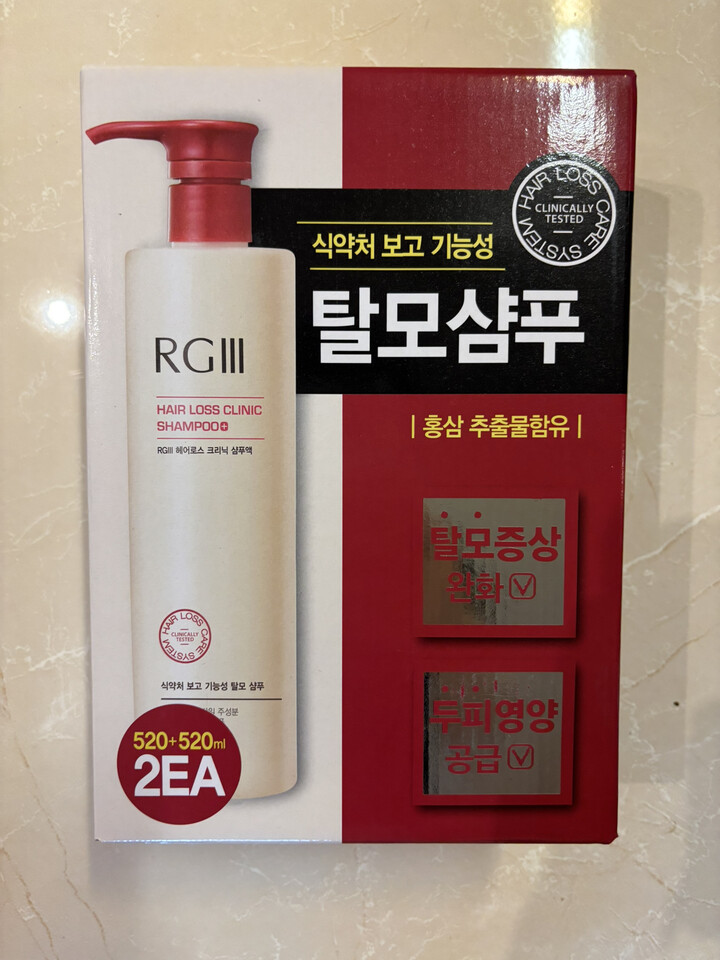 HAIR LOSS CARE SYSTEM
CLINICALLY
TESTED
식약처 보고 기능성
탈모샴푸
| 홍삼 추출물함유 |
탈모증상
완화
두피영양
공급
RGIII
HAIR LOSS CLINIC
SHAMPOO+
RGIII 헤어로스 크리닉 샴푸액
HAIR LOSS CARE SYSTEM
CLINICALLY
TESTED
식약처 보고 기능성 탈모 샴푸
주성분
520+520ml
2EA